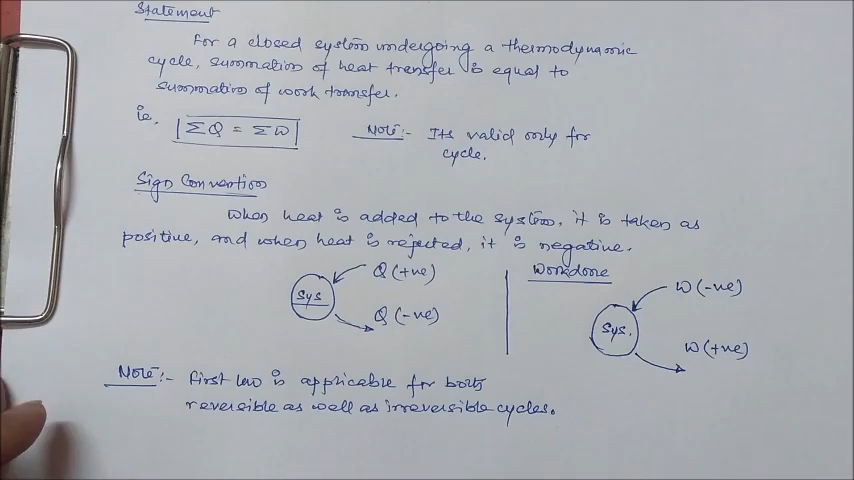 Statement
For a closed system undergoing a thermodynamic
cycle, summation of heat transfer is equal to
summation of work transfer.
ie. ΣQ = ΣW Note:- Its valid only for
cycle.
Sign Convention
When heat is added to the system, it is taken as
positive, and when heat is rejected, it is negative.
Q (+ve) Workdone W (-ve)
Sys Sys.
Q (-ve) W (+ve)
Note:- First law is applicable for both
reversible as well as irreversible cycles.